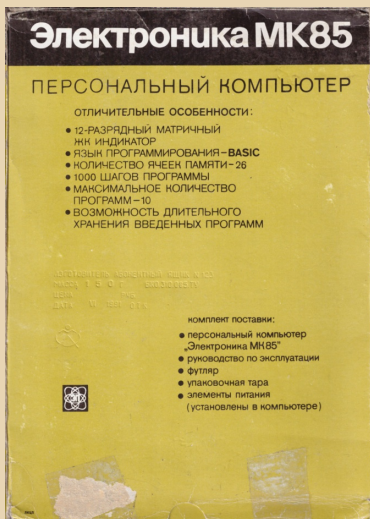 Электроника МК85
ПЕРСОНАЛЬНЫЙ КОМПЬЮТЕР
ОТЛИЧИТЕЛЬНЫЕ ОСОБЕННОСТИ:
● 12-РАЗРЯДНЫЙ МАТРИЧНЫЙ
ЖК ИНДИКАТОР
● ЯЗЫК ПРОГРАММИРОВАНИЯ-BASIC
● КОЛИЧЕСТВО ЯЧЕЕК ПАМЯТИ-26
● 1000 ШАГОВ ПРОГРАММЫ
● МАКСИМАЛЬНОЕ КОЛИЧЕСТВО
ПРОГРАММ-10
● ВОЗМОЖНОСТЬ ДЛИТЕЛЬНОГО
ХРАНЕНИЯ ВВЕДЕННЫХ ПРОГРАММ
комплект поставки:
● персональный компьютер
„Электроника МК85"
● руководство по эксплуатации
● футляр
● упаковочная тара
● элементы питания
(установлены в компьютере)